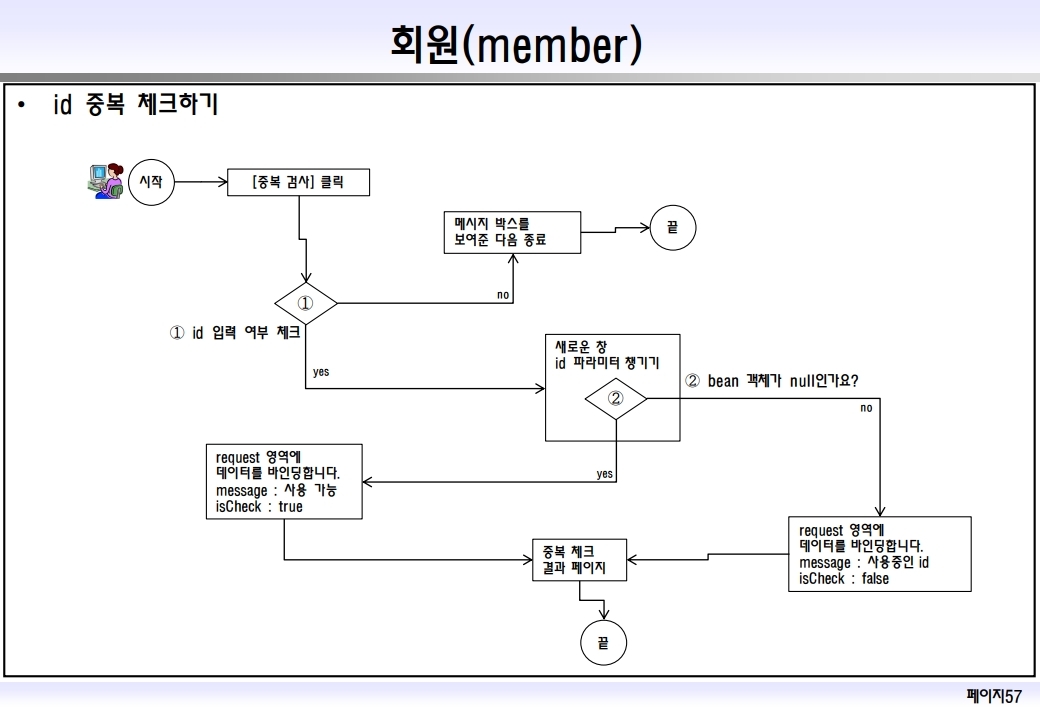 회원(member)
• id 중복 체크하기
시작
[중복 검사] 클릭
메시지 박스를
보여준 다음 종료
끝
①
no
① id 입력 여부 체크
yes
새로운 창
id 파라미터 챙기기
②
② bean 객체가 null인가요?
no
yes
request 영역에
데이터를 바인딩합니다.
message : 사용 가능
isCheck : true
request 영역에
데이터를 바인딩합니다.
message : 사용중인 id
isCheck : false
중복 체크
결과 페이지
끝
페이지57